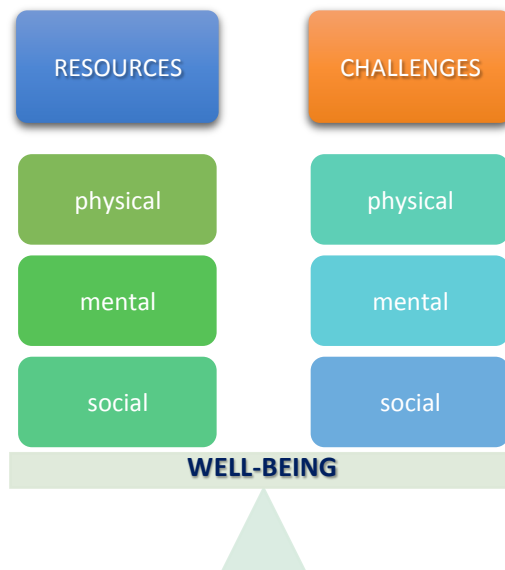 RESOURCES
CHALLENGES
physical
physical
mental
mental
social
social
WELL-BEING